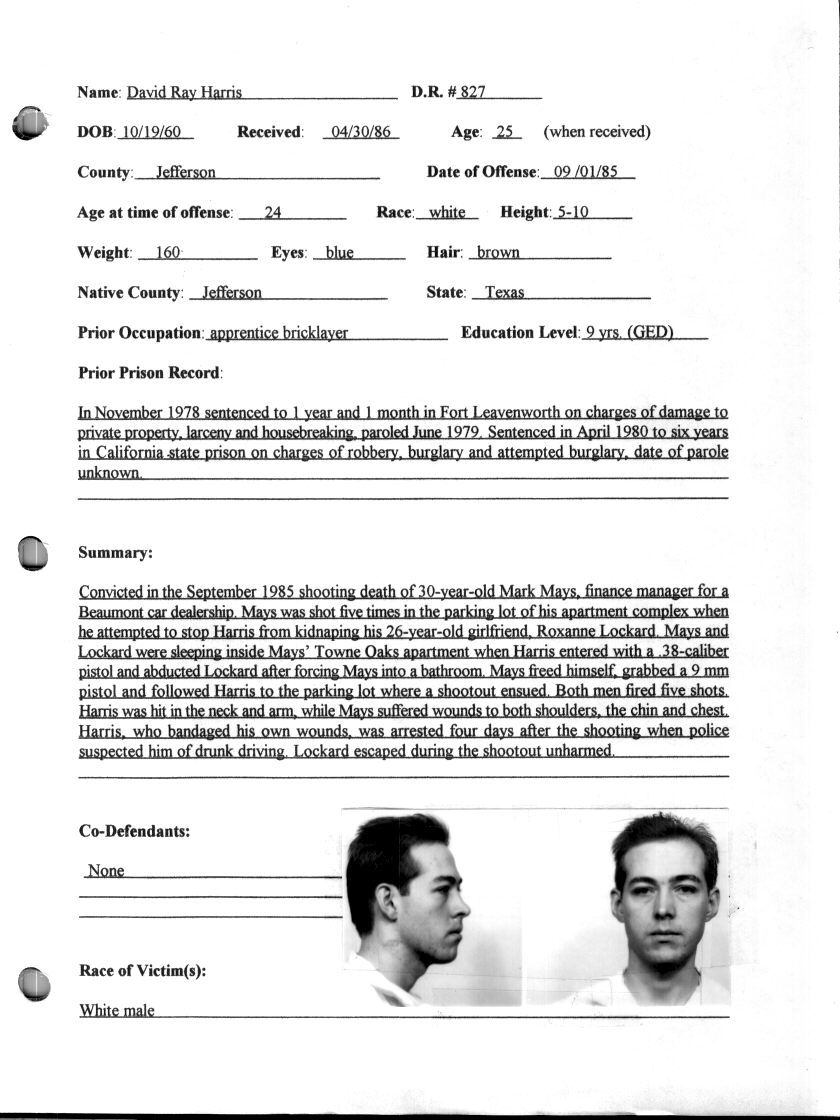 Name: David Ray Harris D.R. # 827
DOB: 10/19/60 Received: 04/30/86 Age: 25 (when received)
County: Jefferson Date of Offense: 09 /01/85
Age at time of offense: 24 Race: white Height: 5-10
Weight: 160 Eyes: blue Hair: brown
Native County: Jefferson State: Texas
Prior Occupation: apprentice bricklayer Education Level: 9 yrs. (GED)
Prior Prison Record:
In November 1978 sentenced to 1 year and 1 month in Fort Leavenworth on charges of damage to
private property, larceny and housebreaking, paroled June 1979. Sentenced in April 1980 to six years
in California state prison on charges of robbery, burglary and attempted burglary, date of parole
unknown.
Summary:
Convicted in the September 1985 shooting death of 30-year-old Mark Mays, finance manager for a
Beaumont car dealership. Mays was shot five times in the parking lot of his apartment complex when
he attempted to stop Harris from kidnaping his 26-year-old girlfriend, Roxanne Lockard. Mays and
Lockard were sleeping inside Mays' Towne Oaks apartment when Harris entered with a .38-caliber
pistol and abducted Lockard after forcing Mays into a bathroom. Mays freed himself, grabbed a 9 mm
pistol and followed Harris to the parking lot where a shootout ensued. Both men fired five shots.
Harris was hit in the neck and arm, while Mays suffered wounds to both shoulders, the chin and chest.
Harris, who bandaged his own wounds, was arrested four days after the shooting when police
suspected him of drunk driving. Lockard escaped during the shootout unharmed.
Co-Defendants:
None
Race of Victim(s):
White male